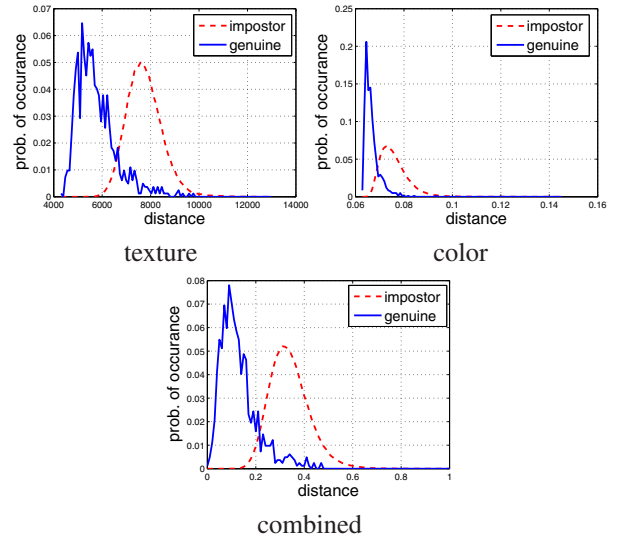 0.07
0.06
0.05
0.04
0.03
0.02
0.01
0
4000 6000 8000 10000 12000 14000
prob. of occurance
distance
impostor
genuine
texture
0.25
0.2
0.15
0.1
0.05
0
0.06 0.08 0.1 0.12 0.14 0.16
prob. of occurance
distance
impostor
genuine
color
0.08
0.07
0.06
0.05
0.04
0.03
0.02
0.01
0
0 0.2 0.4 0.6 0.8 1
prob. of occurance
distance
impostor
genuine
combined